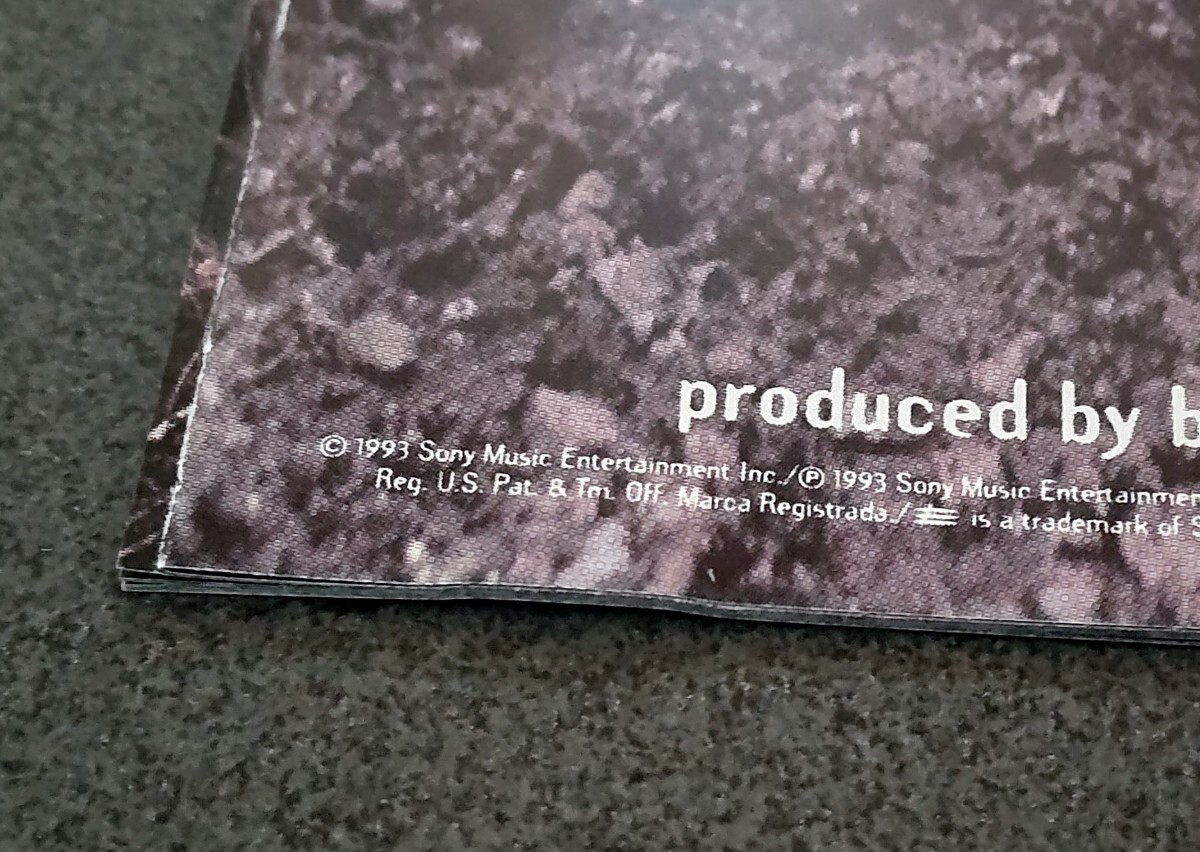 produced by b
© 1993 Sony Music Entertainment Inc./℗ 1993 Sony Music Entertainmen
Reg. U.S. Pat. & Tm. Off. Marca Registrada./ is a trademark of S